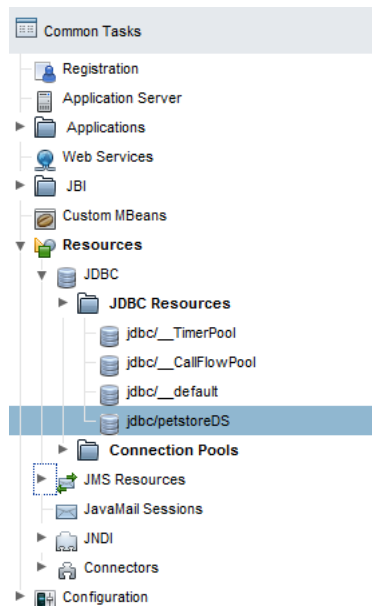 Common Tasks
Registration
Application Server
Applications
Web Services
JBI
Custom MBeans
Resources
JDBC
JDBC Resources
jdbc/__TimerPool
jdbc/__CallFlowPool
jdbc/__default
jdbc/petstoreDS
Connection Pools
JMS Resources
JavaMail Sessions
JNDI
Connectors
Configuration